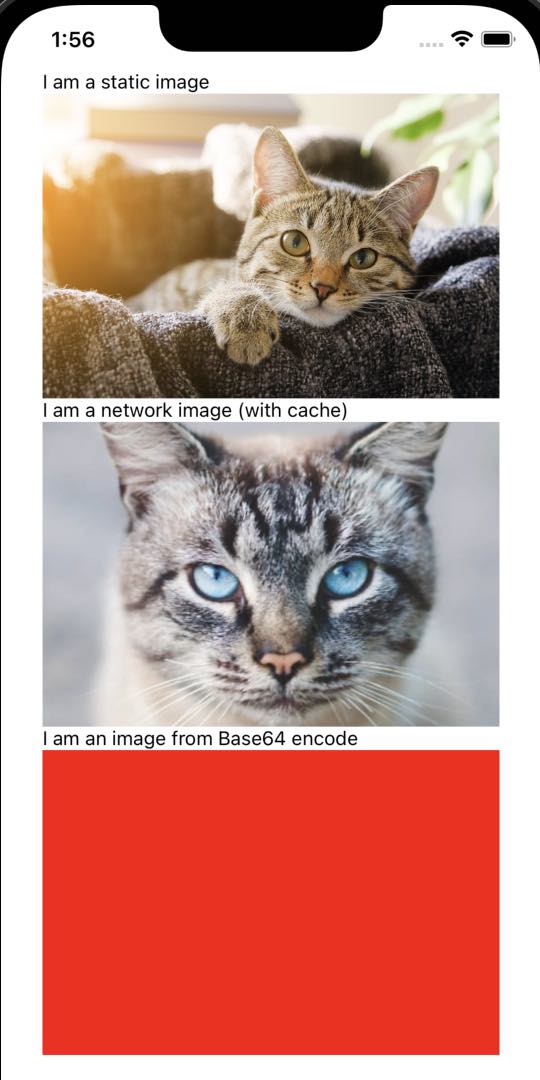 1:56
I am a static image
I am a network image (with cache)
I am an image from Base64 encode